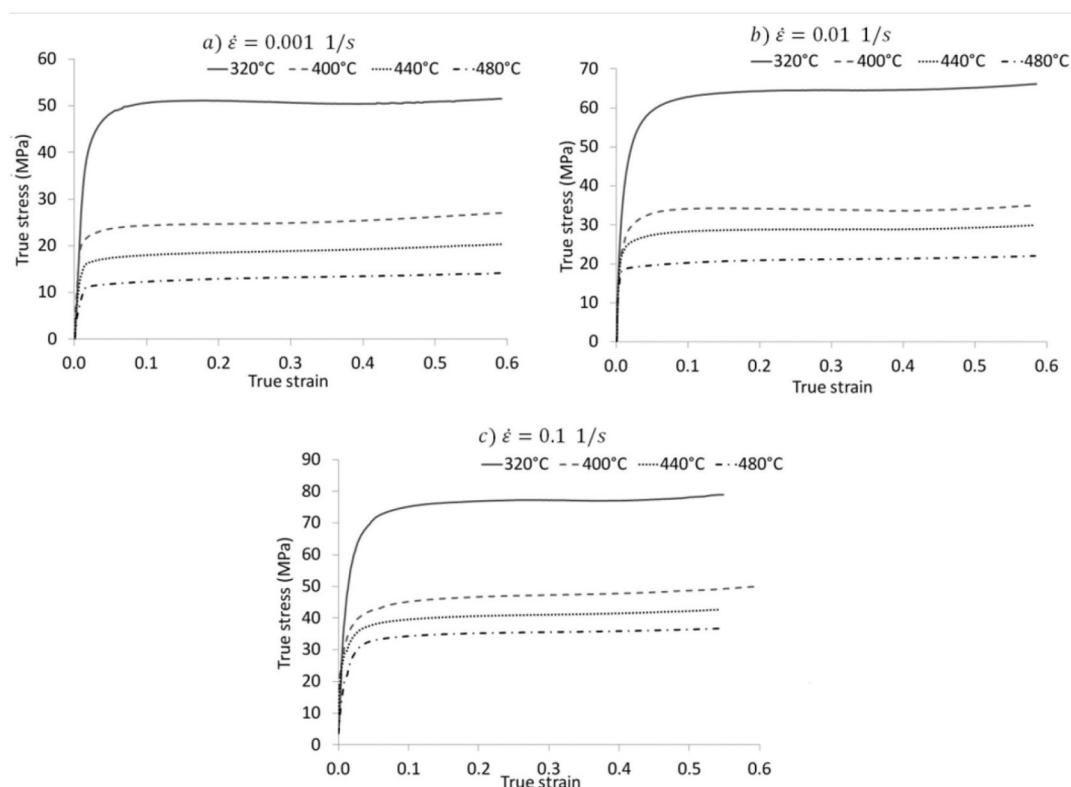 a) ε̇ = 0.001 1/s
320°C 400°C 440°C 480°C
60
50
40
30
20
10
0
True stress (MPa)
0.0 0.1 0.2 0.3 0.4 0.5 0.6
True strain
b) ε̇ = 0.01 1/s
320°C 400°C 440°C 480°C
70
60
50
40
30
20
10
0
True stress (MPa)
0.0 0.1 0.2 0.3 0.4 0.5 0.6
True strain
c) ε̇ = 0.1 1/s
320°C 400°C 440°C 480°C
90
80
70
60
50
40
30
20
10
0
True stress (MPa)
0.0 0.1 0.2 0.3 0.4 0.5 0.6
True strain